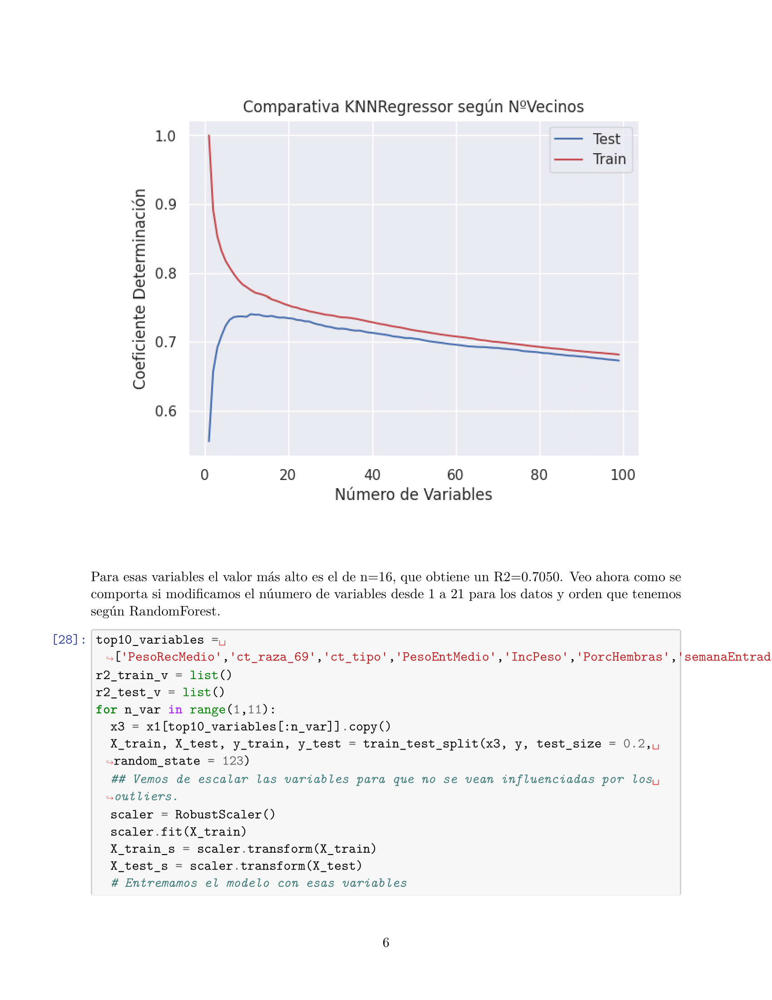 Comparativa KNNRegressor según NºVecinos
Test
Train
1.0
0.9
0.8
0.7
0.6
Coeficiente Determinación
0 20 40 60 80 100
Número de Variables
Para esas variables el valor más alto es el de n=16, que obtiene un R2=0.7050. Veo ahora como se
comporta si modificamos el núumero de variables desde 1 a 21 para los datos y orden que tenemos
según RandomForest.
[28]: top10_variables =␣
↪['PesoRecMedio','ct_raza_69','ct_tipo','PesoEntMedio','IncPeso','PorcHembras','semanaEntrad
r2_train_v = list()
r2_test_v = list()
for n_var in range(1,11):
x3 = x1[top10_variables[:n_var]].copy()
X_train, X_test, y_train, y_test = train_test_split(x3, y, test_size = 0.2,␣
↪random_state = 123)
## Vemos de escalar las variables para que no se vean influenciadas por los␣
↪outliers.
scaler = RobustScaler()
scaler.fit(X_train)
X_train_s = scaler.transform(X_train)
X_test_s = scaler.transform(X_test)
# Entremamos el modelo con esas variables
6